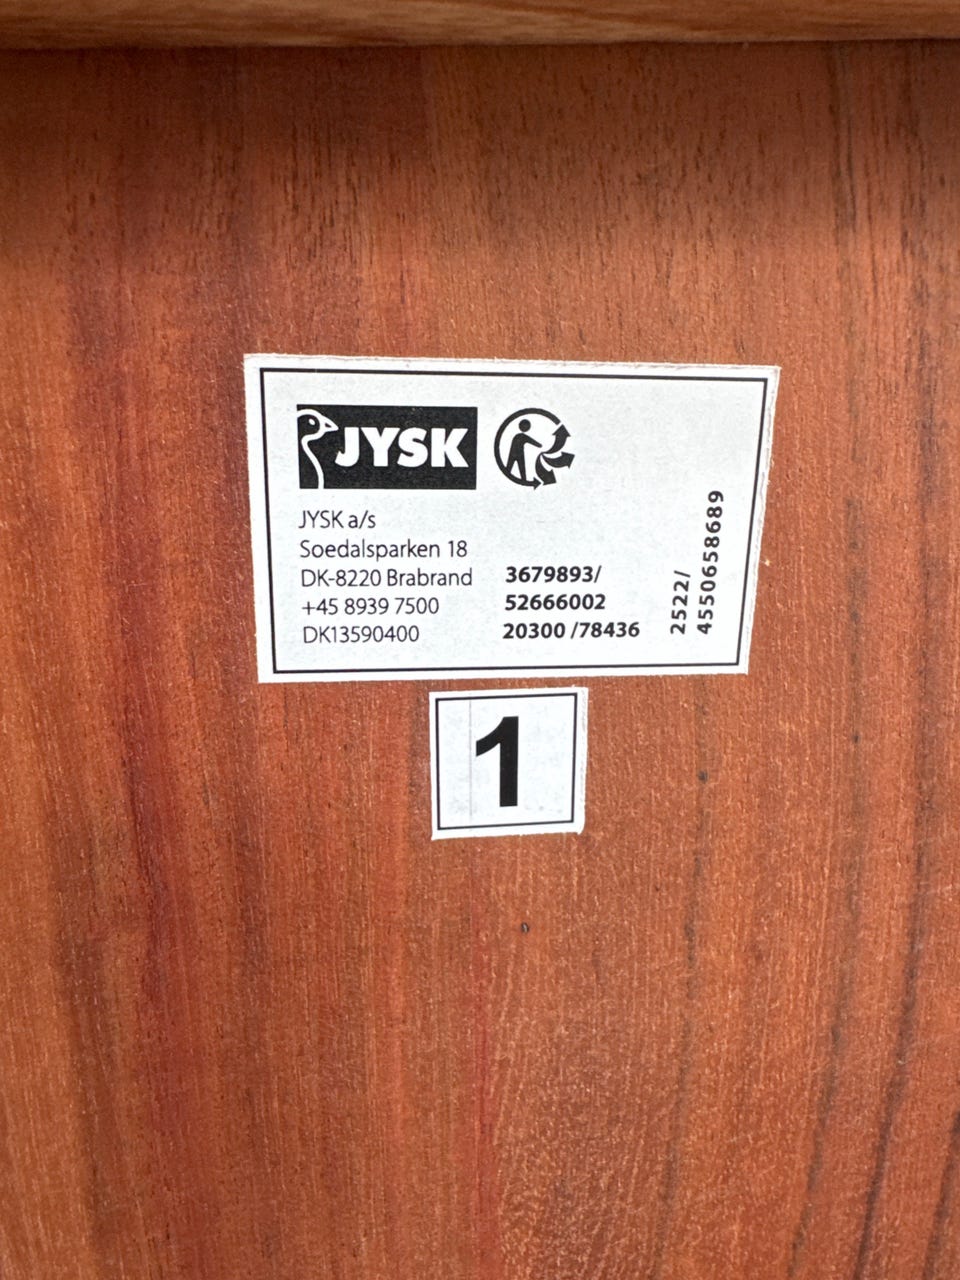 JYSK
JYSK a/s
Soedalsparken 18
DK-8220 Brabrand
+45 8939 7500
DK13590400
3679893/
52666002
20300 /78436
2522/
4550658689
1